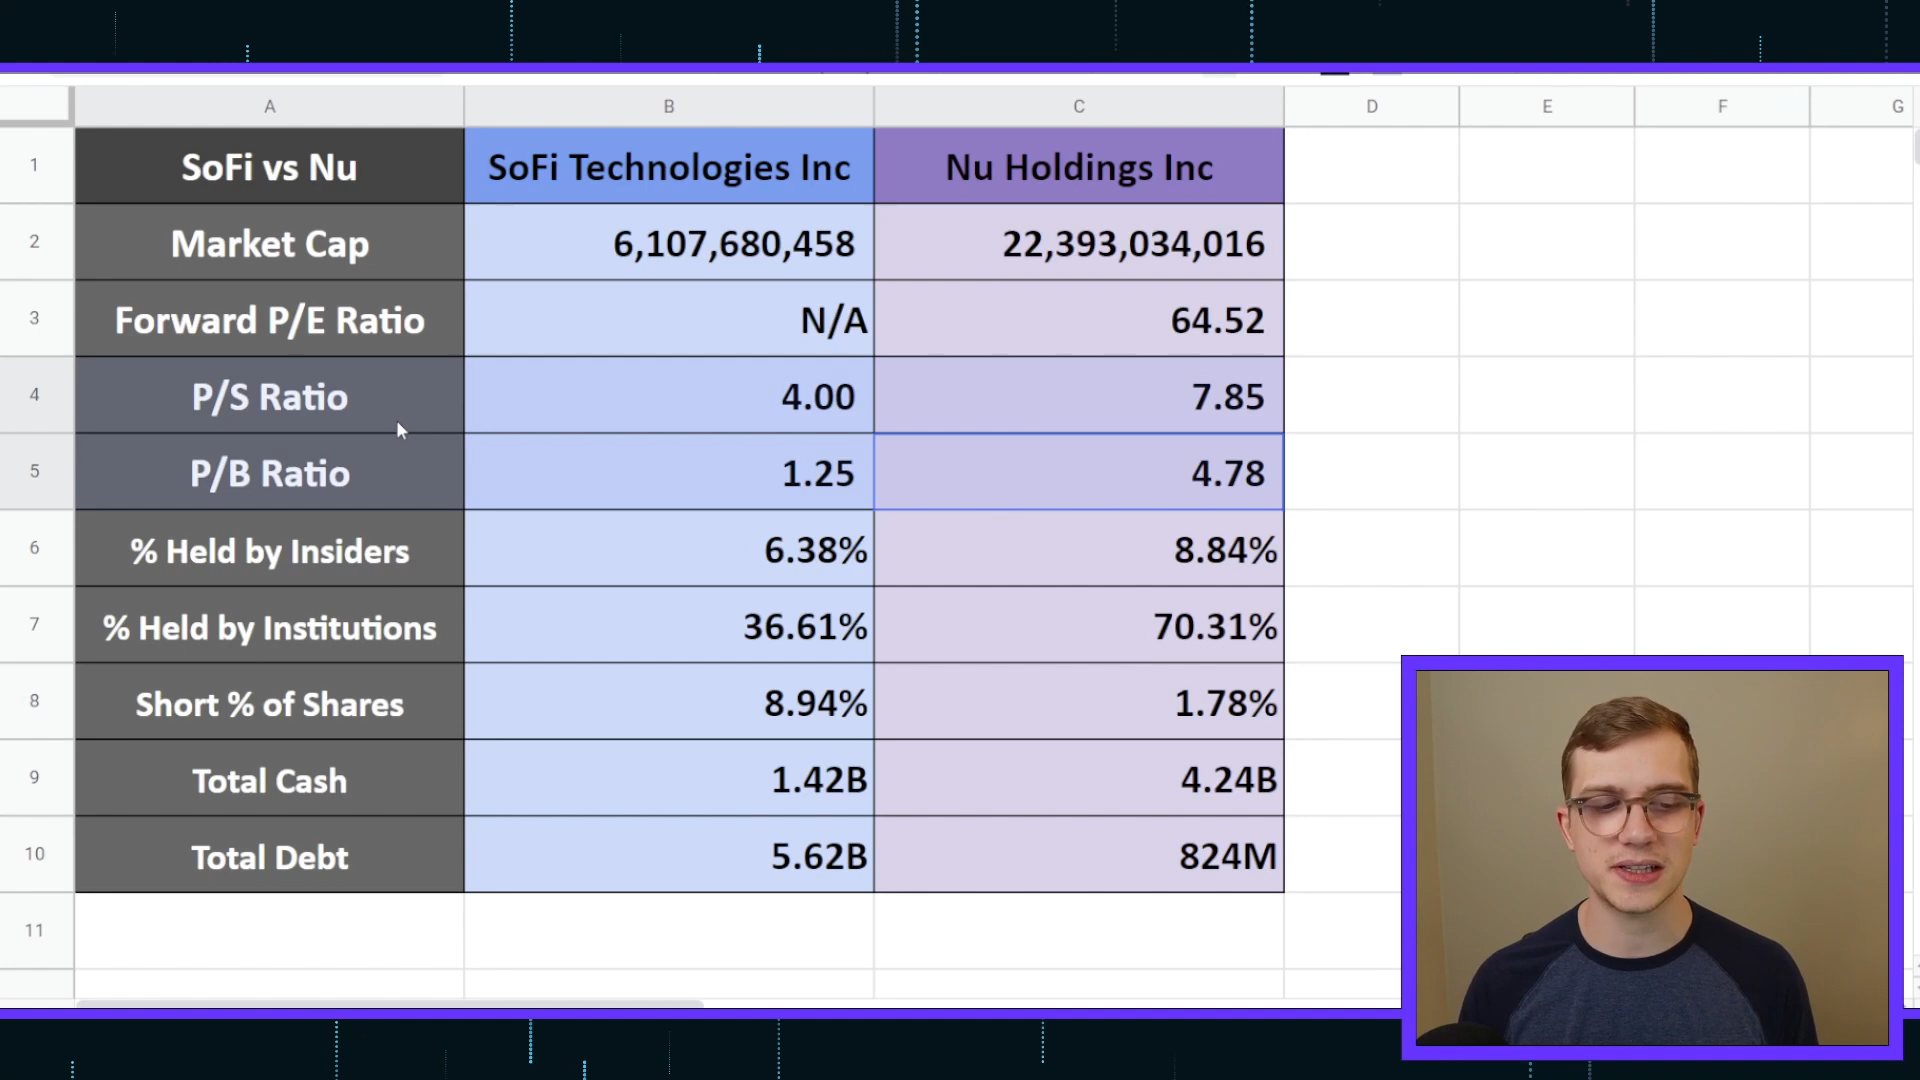 A B C D E F G
1 SoFi vs Nu SoFi Technologies Inc Nu Holdings Inc
2 Market Cap 6,107,680,458 22,393,034,016
3 Forward P/E Ratio N/A 64.52
4 P/S Ratio 4.00 7.85
5 P/B Ratio 1.25 4.78
6 % Held by Insiders 6.38% 8.84%
7 % Held by Institutions 36.61% 70.31%
8 Short % of Shares 8.94% 1.78%
9 Total Cash 1.42B 4.24B
10 Total Debt 5.62B 824M
11